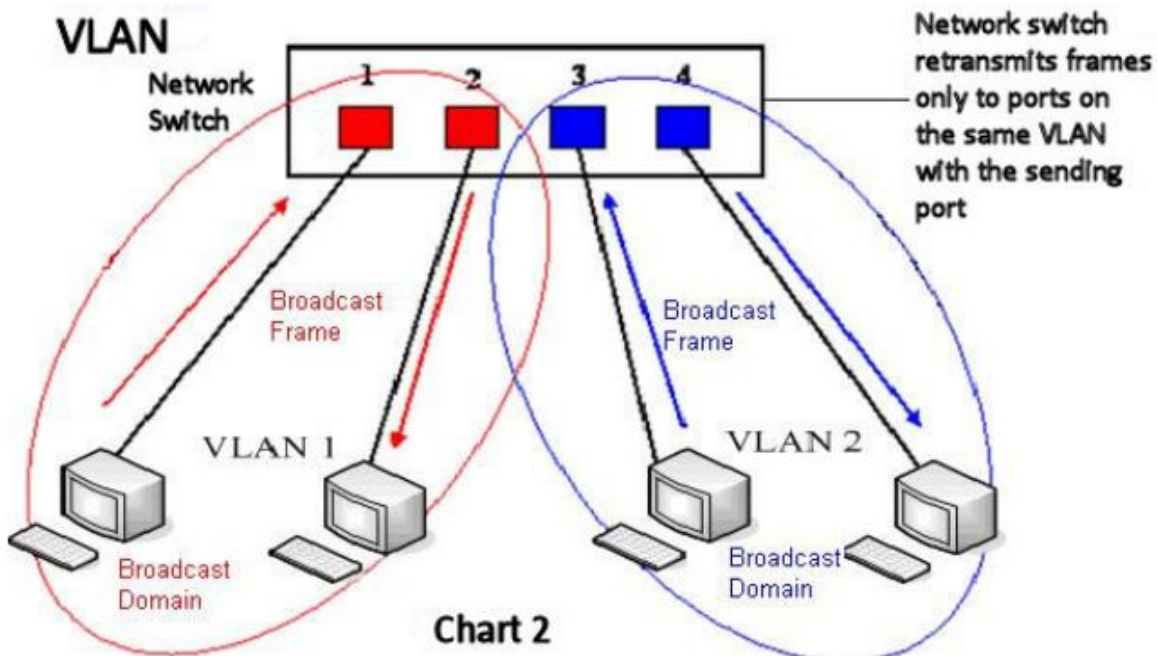 VLAN
Network
Switch
1
2
3
4
Network switch
retransmits frames
only to ports on
the same VLAN
with the sending
port
Broadcast
Frame
Broadcast
Frame
VLAN 1
VLAN 2
Broadcast
Domain
Broadcast
Domain
Chart 2